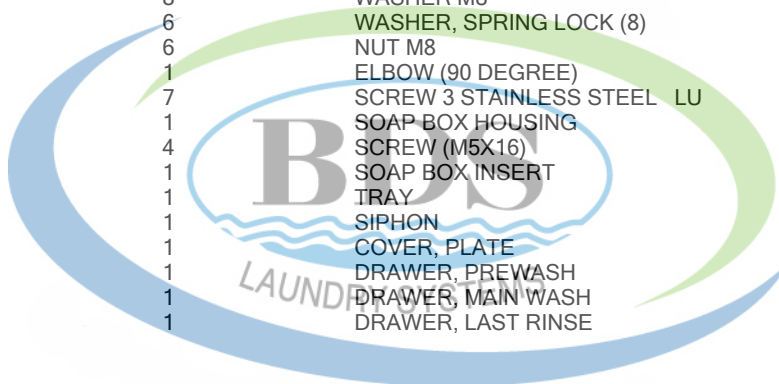 WASHER M8
6 WASHER, SPRING LOCK (8)
6 NUT M8
1 ELBOW (90 DEGREE)
7 SCREW 3 STAINLESS STEEL LU
1 SOAP BOX HOUSING
4 SCREW (M5X16)
1 SOAP BOX INSERT
1 TRAY
1 SIPHON
1 COVER, PLATE
1 DRAWER, PREWASH
1 DRAWER, MAIN WASH
1 DRAWER, LAST RINSE
BDS
LAUNDRY SYSTEMS